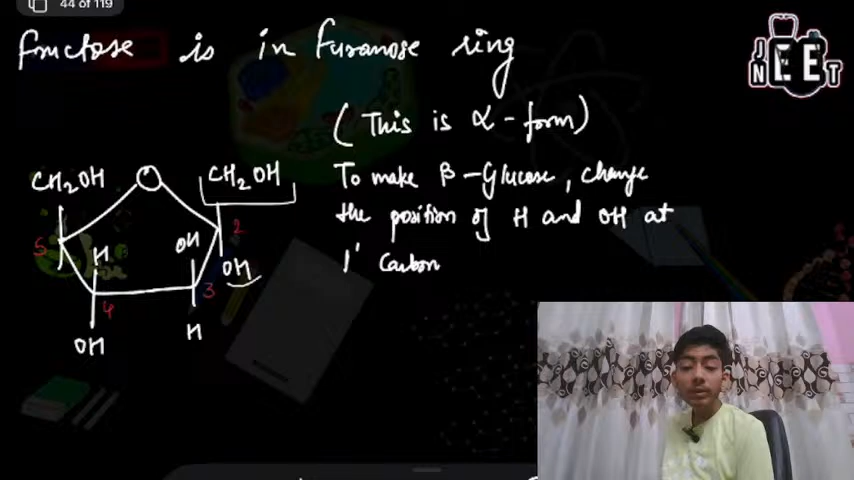 44 of 119
fructose is in furanose ring
JNEET
(This is α-form)
To make β-Glucose, change
the position of H and OH at
1' Carbon
CH₂OH O CH₂OH
5 H OH 2
OH
4 3
OH H